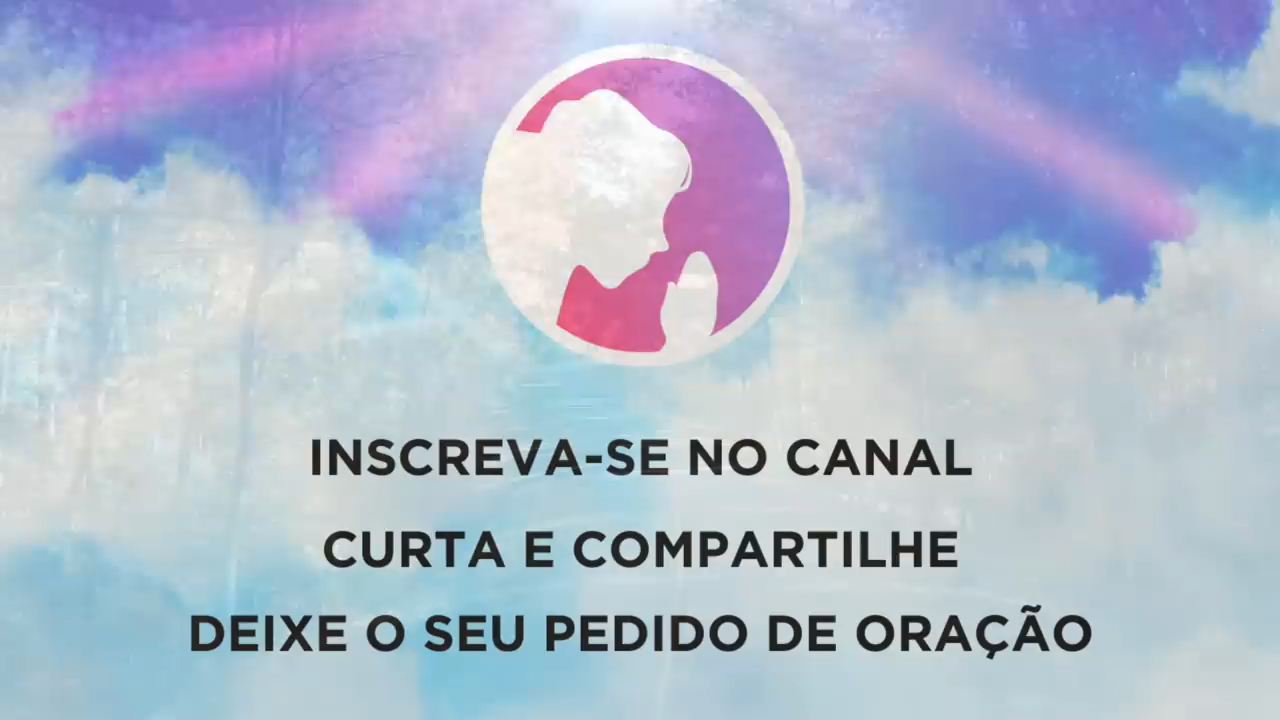 INSCREVA-SE NO CANAL
CURTA E COMPARTILHE
DEIXE O SEU PEDIDO DE ORAÇÃO